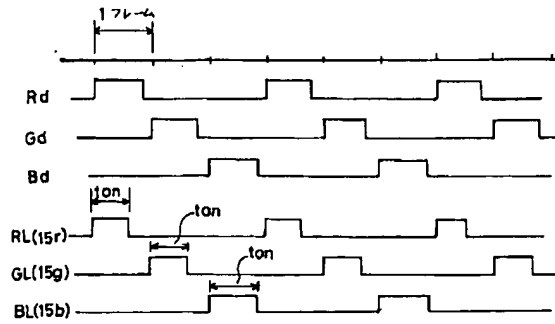 1フレーム
Rd
Gd
Bd
ton
RL(15r)
ton
GL(15g)
ton
BL(15b)